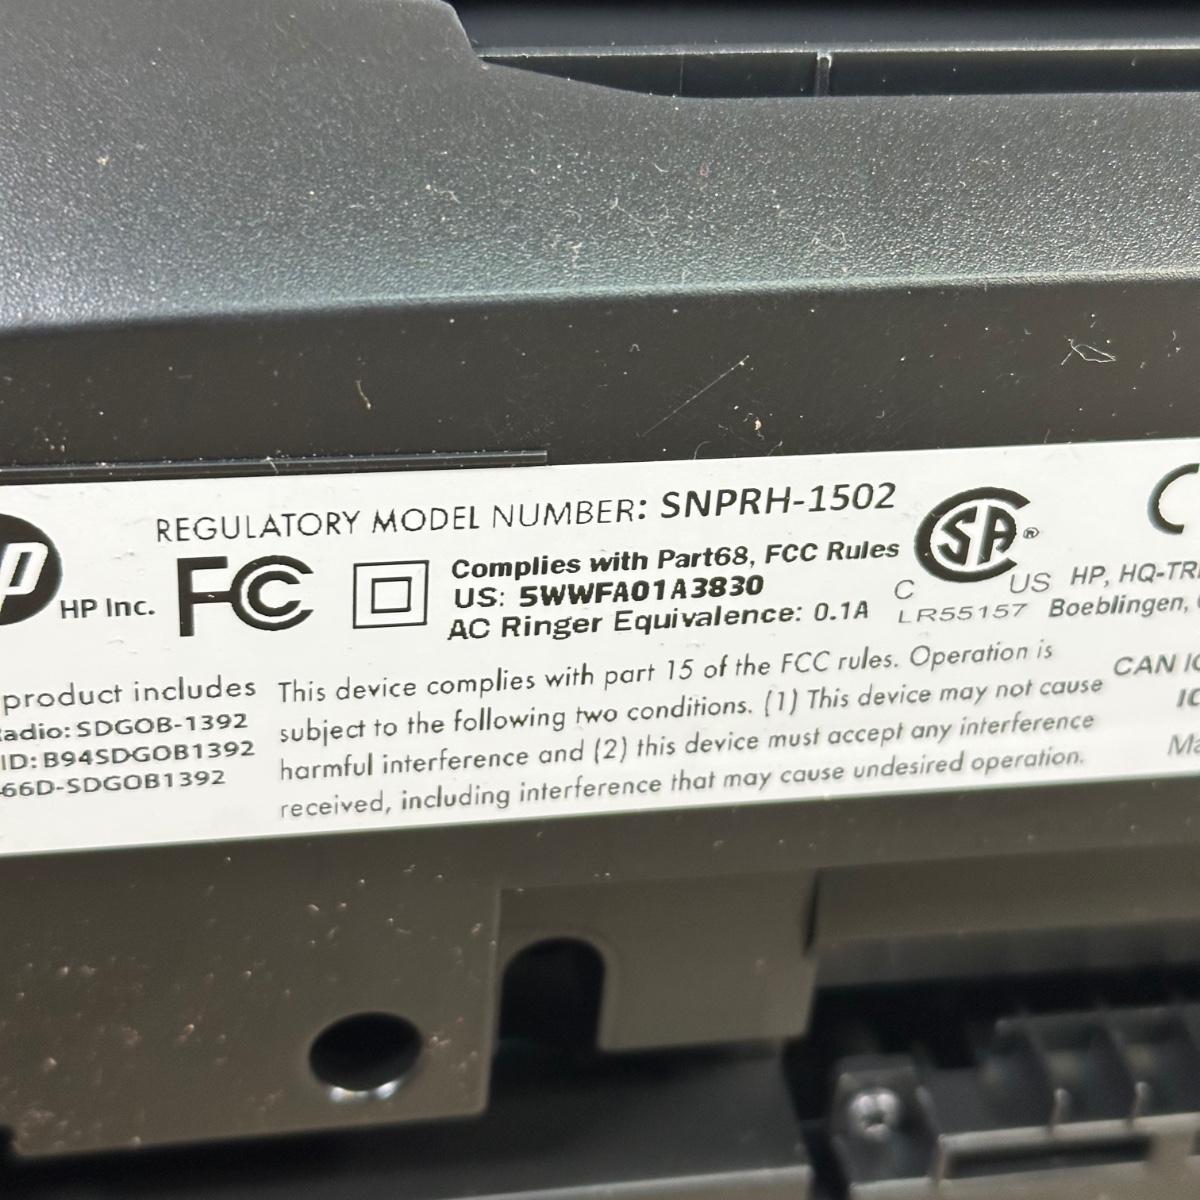 REGULATORY MODEL NUMBER: SNPRH-1502
hp HP Inc. FC
Complies with Part68, FCC Rules
US: 5WWFA01A3830
AC Ringer Equivalence: 0.1A
SA ®
C US
LR55157
HP, HQ-TR
Boeblingen,
product includes
adio: SDGOB-1392
ID: B94SDGOB1392
66D-SDGOB1392
This device complies with part 15 of the FCC rules. Operation is
subject to the following two conditions. (1) This device may not cause
harmful interference and (2) this device must accept any interference
received, including interference that may cause undesired operation.
CAN IC
IC
Ma